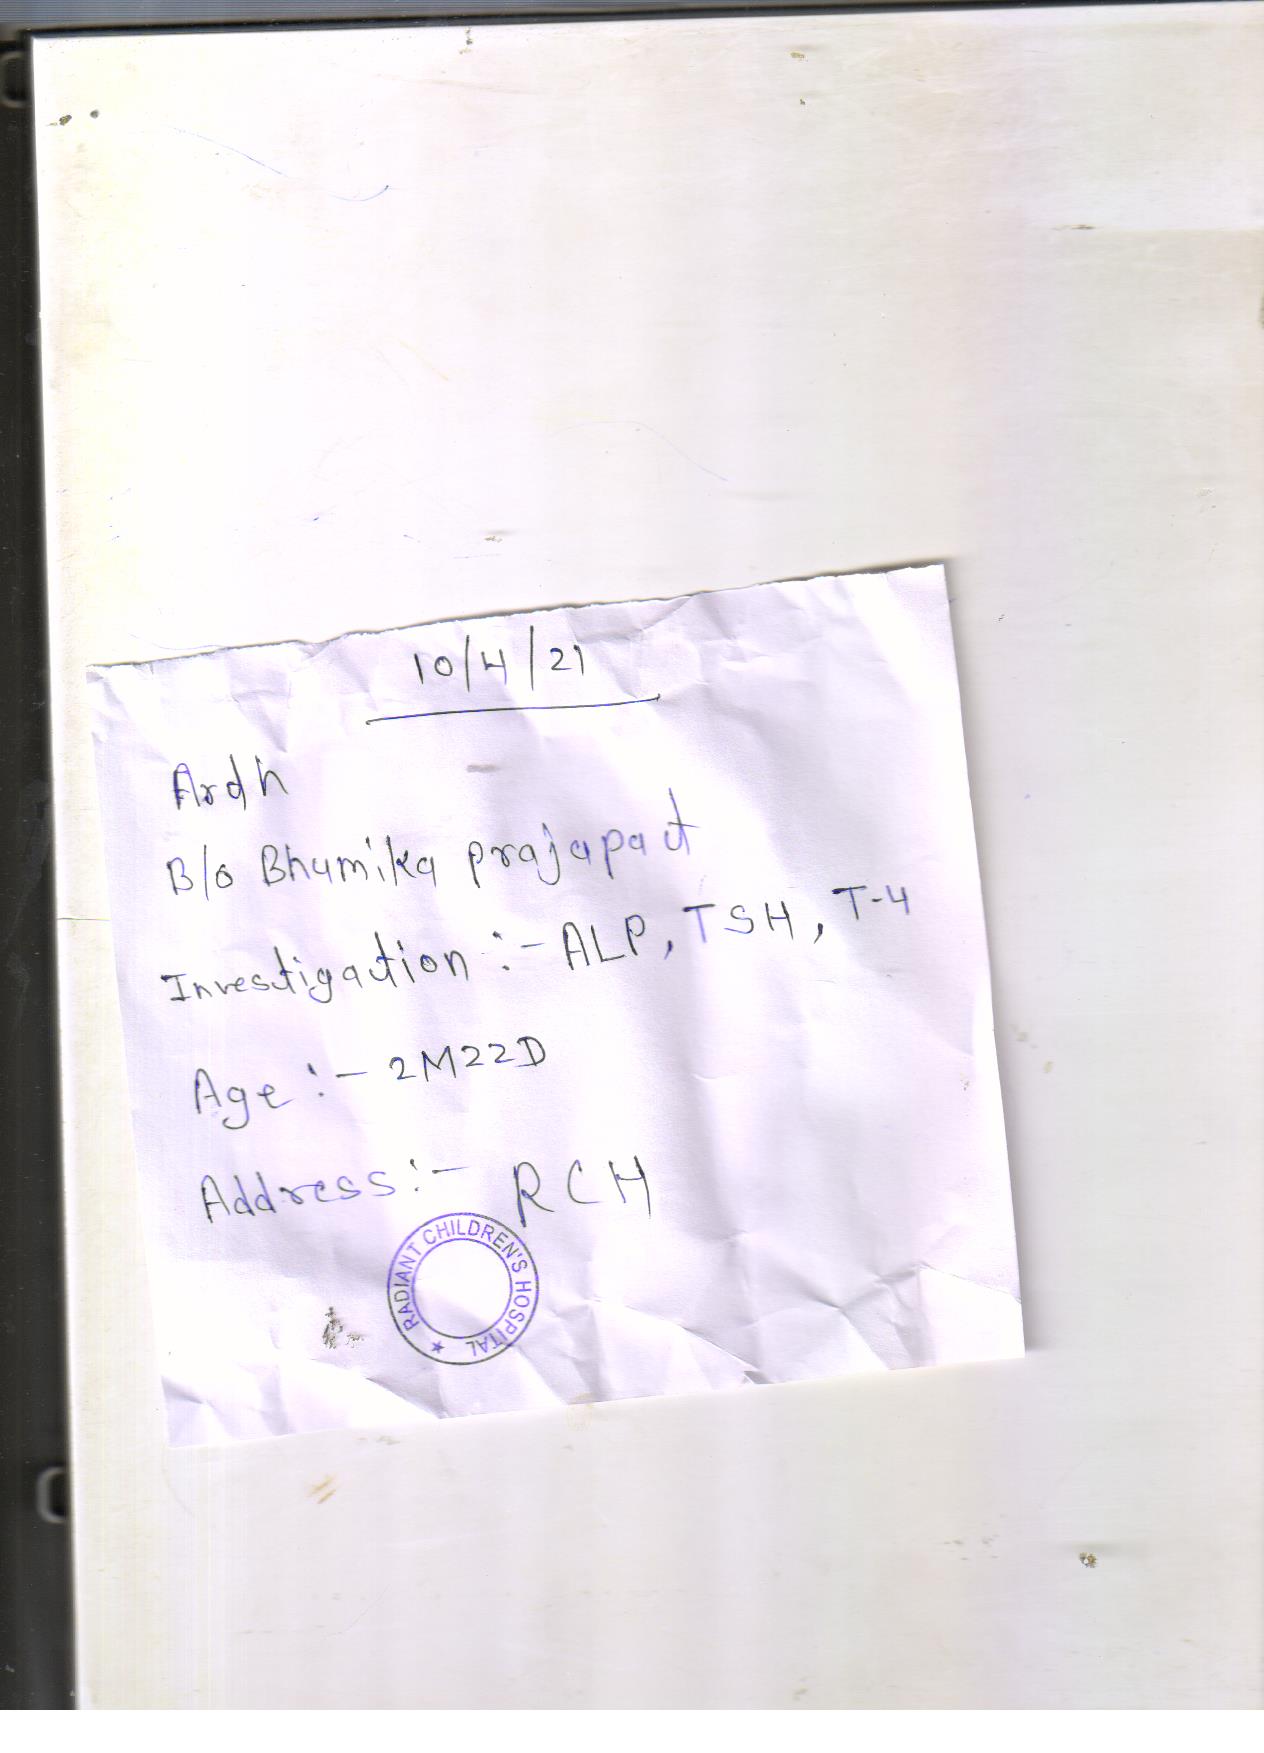 10/4/21
Ardh
B/o Bhumika prajapat
Investigation :- ALP, TSH, T-4
Age :- 2M22D
Address :- RCH
RADIANT CHILDREN'S HOSPITAL ★